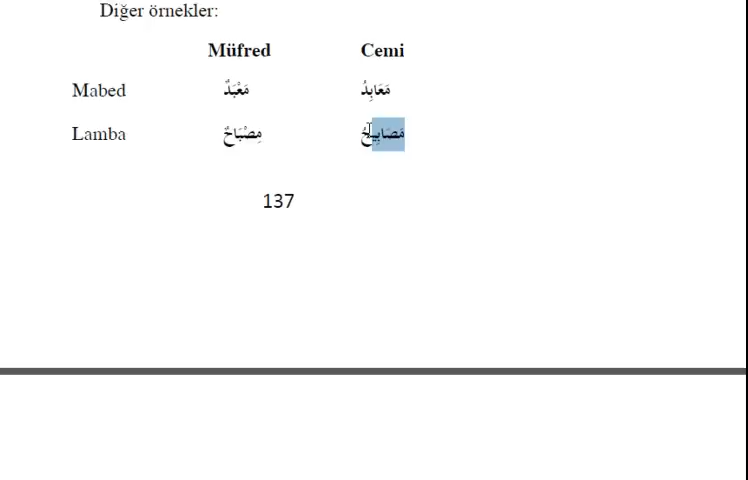 Diğer örnekler:
Müfred Cemi
Mabed مَعْبَدٌ مَعَابِدُ
Lamba مِصْبَاحٌ مَصَابِيحُ
137